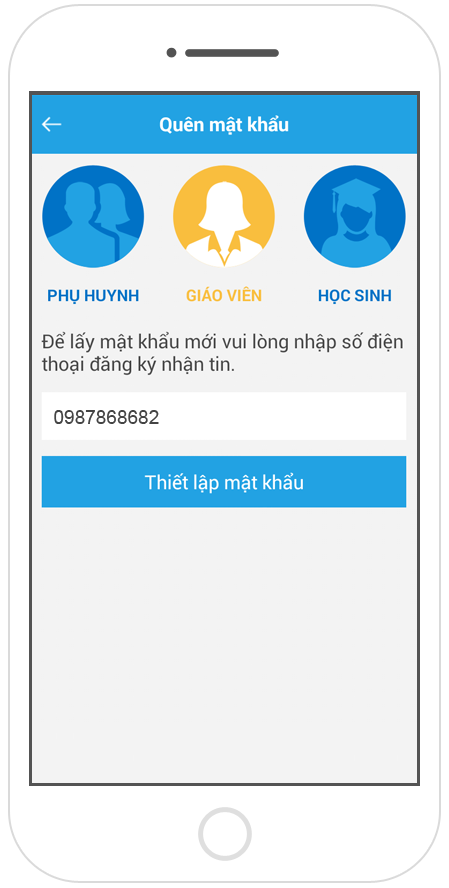 Quên mật khẩu
PHỤ HUYNH GIÁO VIÊN HỌC SINH
Để lấy mật khẩu mới vui lòng nhập số điện
thoại đăng ký nhận tin.
0987868682
Thiết lập mật khẩu